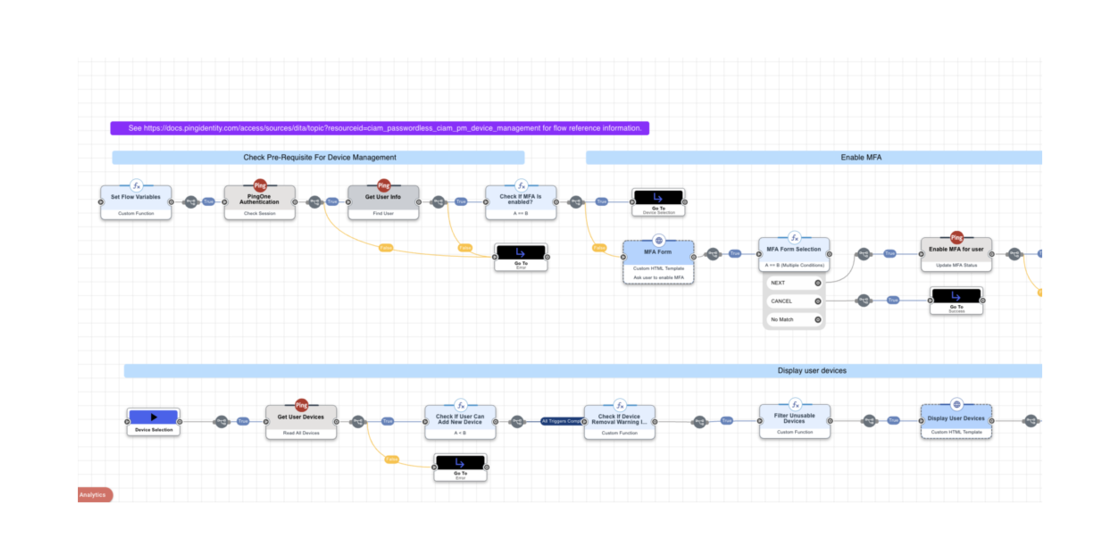 See https://docs.pingidentity.com/access/sources/dita/topic?resourceid=ciam_passwordless_ciam_pm_device_management for flow reference information.
Check Pre-Requisite For Device Management
Enable MFA
Set Flow Variables
Custom Function
True
Ping
PingOne
Authentication
Check Session
True
Ping
Get User Info
Find User
True
Check If MFA Is
enabled?
A == B
True
Go To
Device Selection
False
False
Go To
Error
False
MFA Form
Custom HTML Template
Ask user to enable MFA
True
MFA Form Selection
A == B (Multiple Conditions)
NEXT
CANCEL
No Match
True
Ping
Enable MFA for user
Update MFA Status
True
Go To
Success
Display user devices
Device Selection
True
Ping
Get User Devices
Read All Devices
True
Check If User Can
Add New Device
A < B
All Triggers Comp
Check If Device
Removal Warning I...
Custom Function
True
Filter Unusable
Devices
Custom Function
True
Display User Devices
Custom HTML Template
False
Go To
Error
Analytics